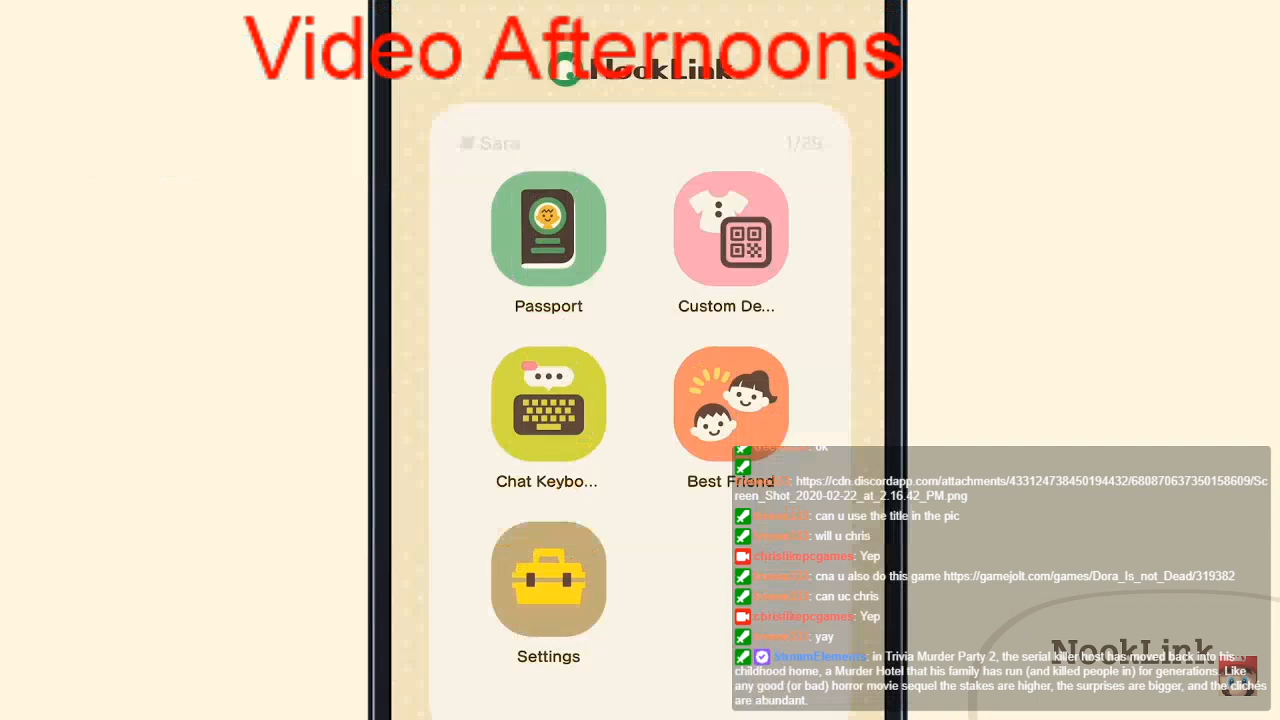 Video Afternoons
NookLink
Sara
Passport
Custom De...
Chat Keybo...
Best Friend
Settings
: ok
: https://cdn.discordapp.com/attachments/433124738450194432/680870637350158609/Sc
reen_Shot_2020-02-22_at_2.16.42_PM.png
: can u use the title in the pic
: will u chris
chrislikepcgames: Yep
: cna u also do this game https://gamejolt.com/games/Dora_Is_not_Dead/319382
: can uc chris
chrislikepcgames: Yep
: yay
: in Trivia Murder Party 2, the serial killer host has moved back into his
childhood home, a Murder Hotel that his family has run (and killed people in) for generations. Like
any good (or bad) horror movie sequel the stakes are higher, the surprises are bigger, and the clichés
are abundant.
NookLink